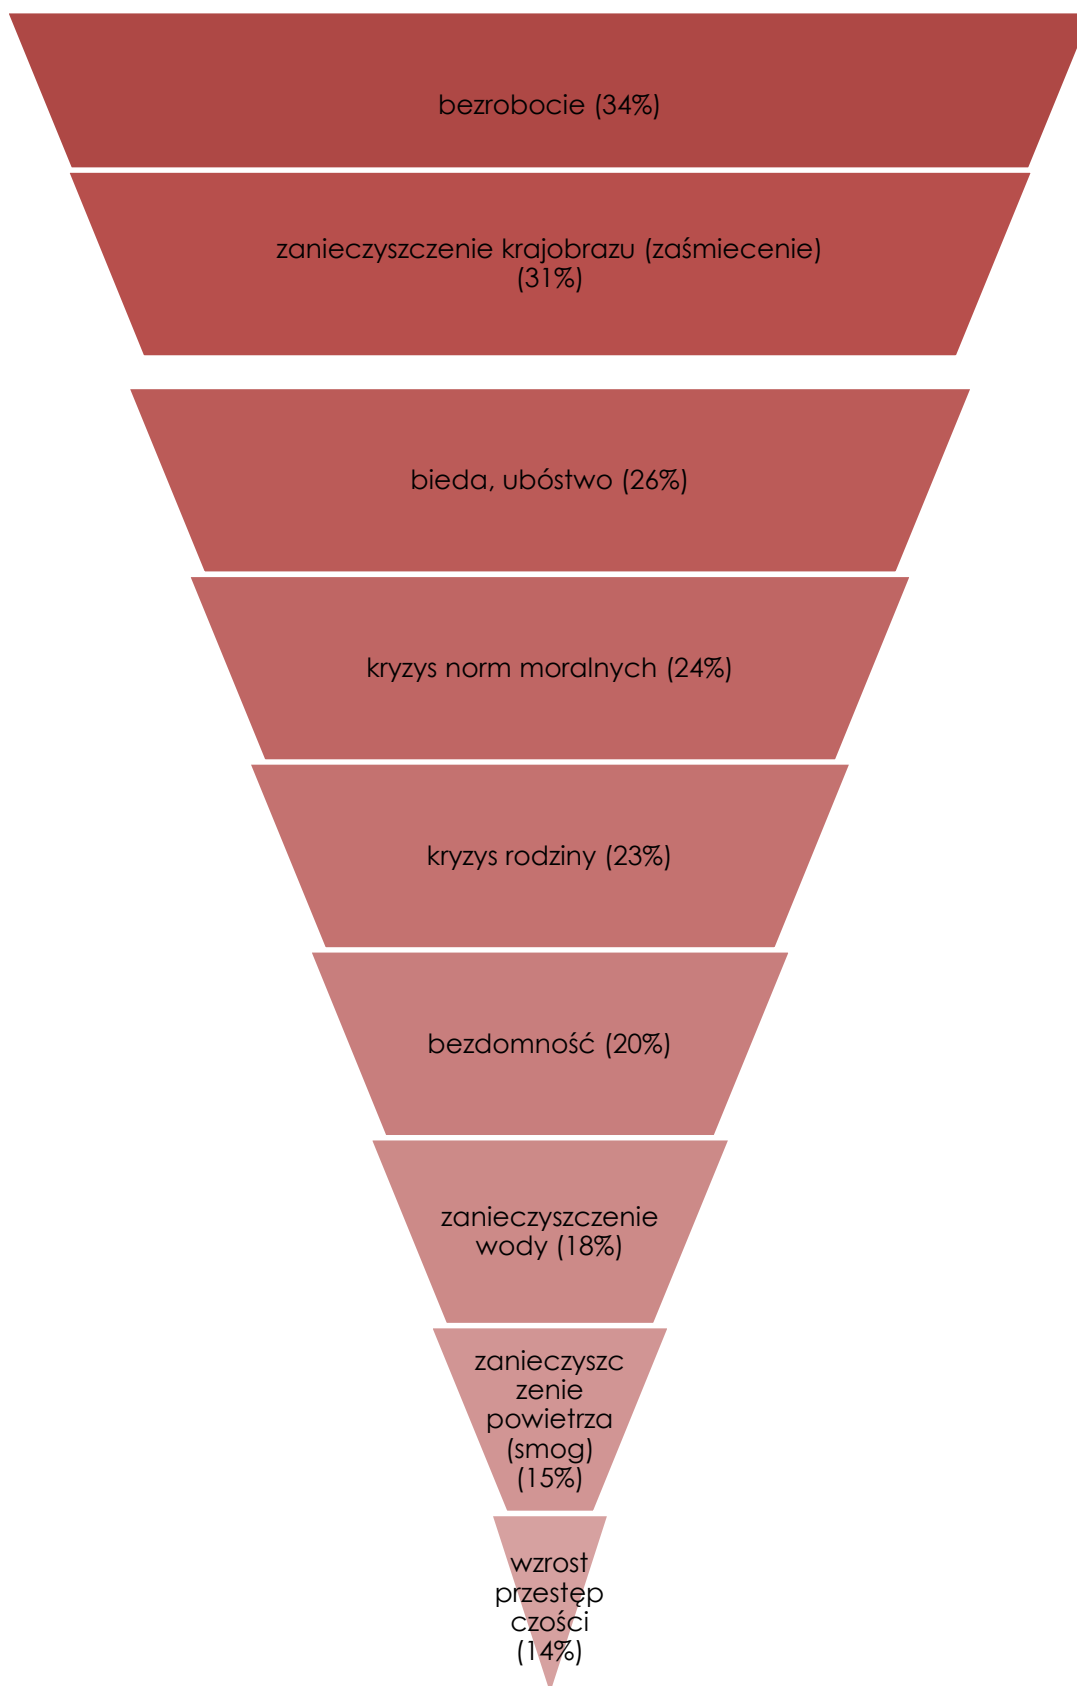 bezrobocie (34%)
zanieczyszczenie krajobrazu (zaśmiecenie)
(31%)
bieda, ubóstwo (26%)
kryzys norm moralnych (24%)
kryzys rodziny (23%)
bezdomność (20%)
zanieczyszczenie
wody (18%)
zanieczyszc
zenie
powietrza
(smog)
(15%)
wzrost
przestęp
czości
(14%)